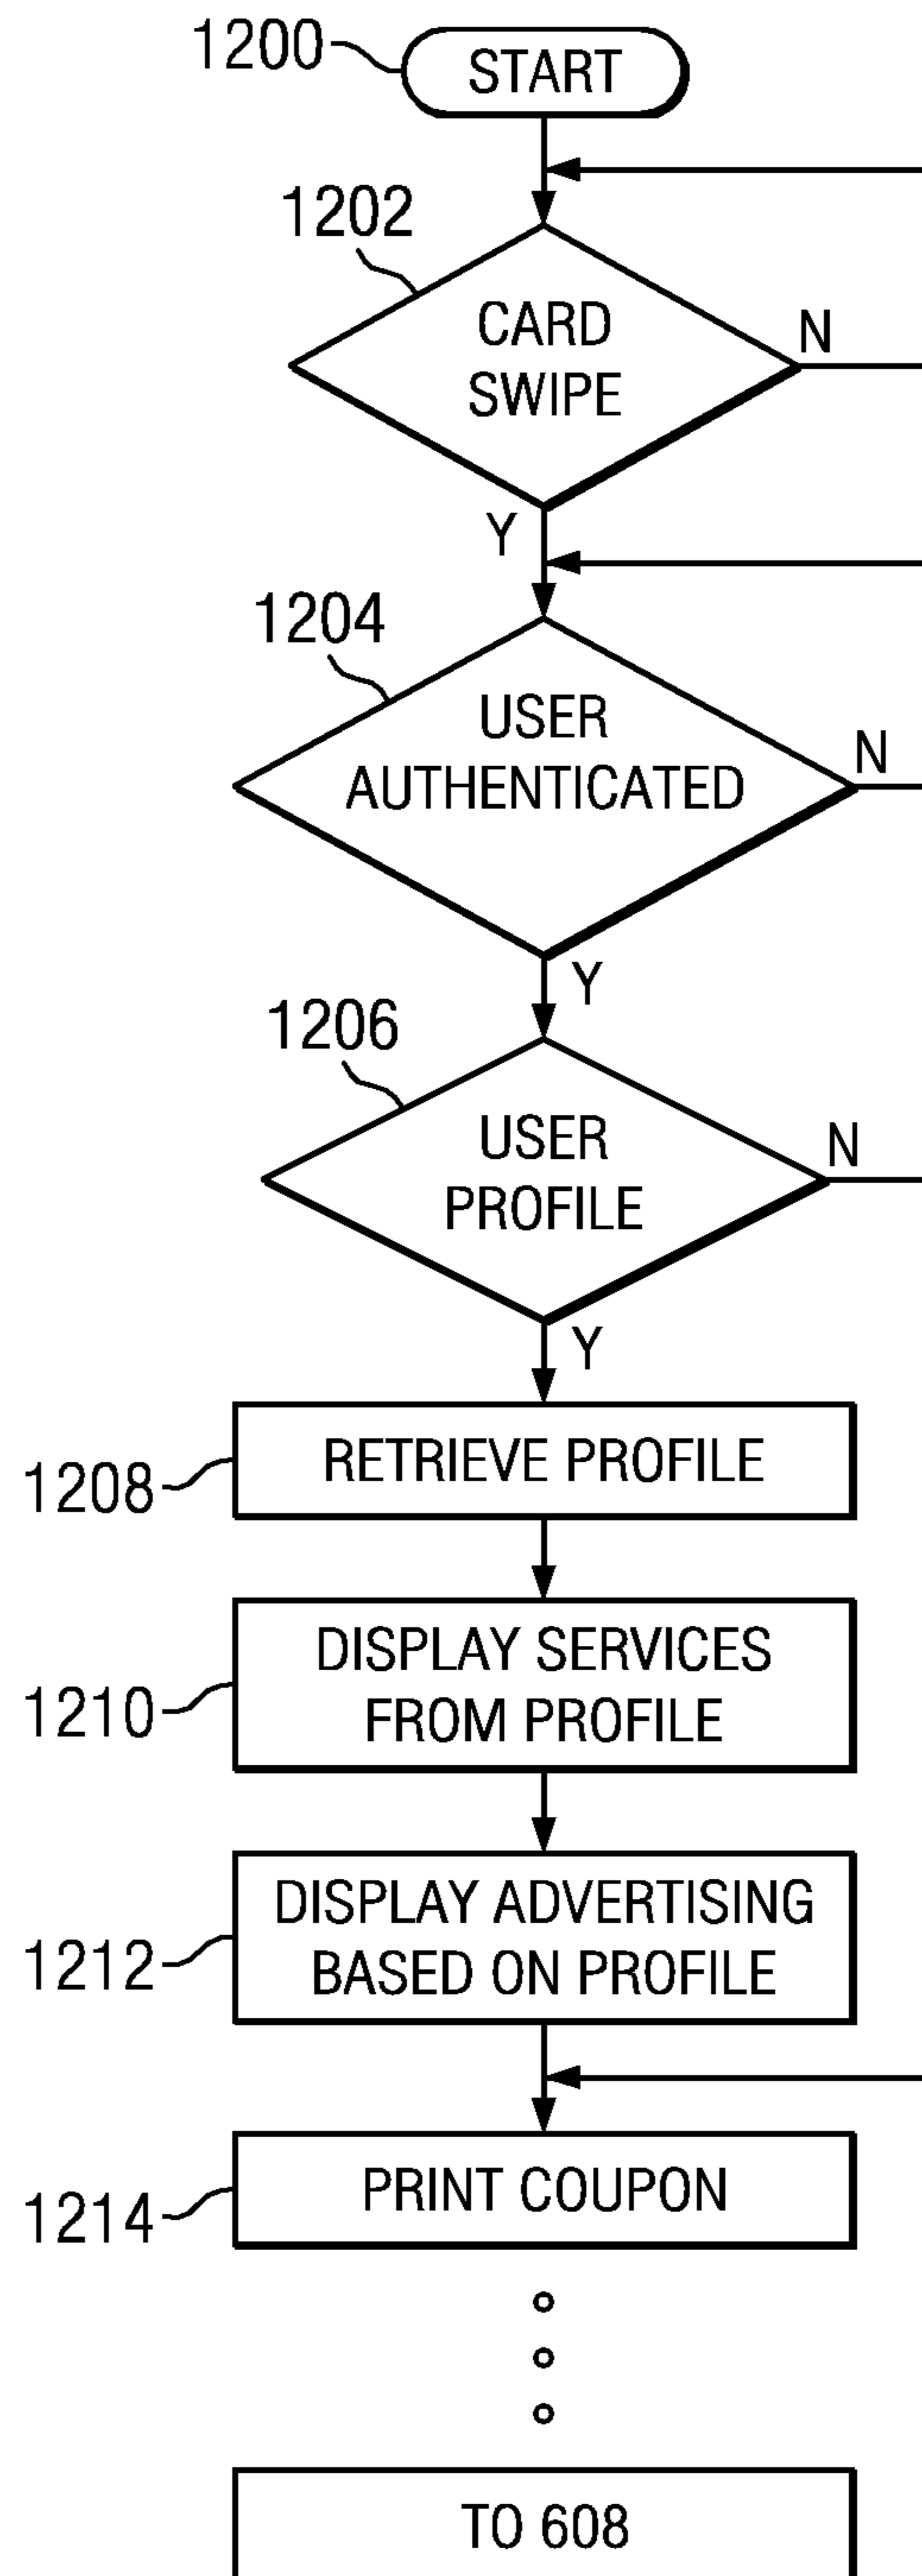 1200
START
1202
CARD
SWIPE
N
Y
1204
USER
AUTHENTICATED
N
Y
1206
USER
PROFILE
N
Y
1208
RETRIEVE PROFILE
1210
DISPLAY SERVICES
FROM PROFILE
1212
DISPLAY ADVERTISING
BASED ON PROFILE
1214
PRINT COUPON
TO 608